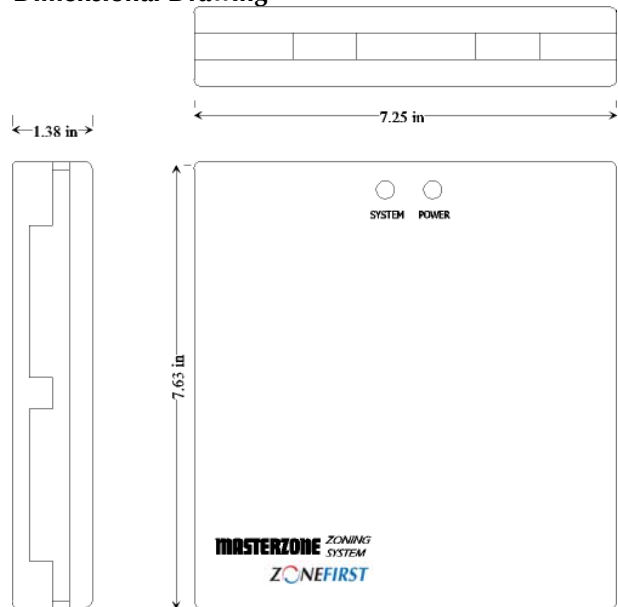 Dimensional Drawing
7.25 in
1.38 in
SYSTEM POWER
7.63 in
MASTERZONE ZONING SYSTEM
ZONEFIRST